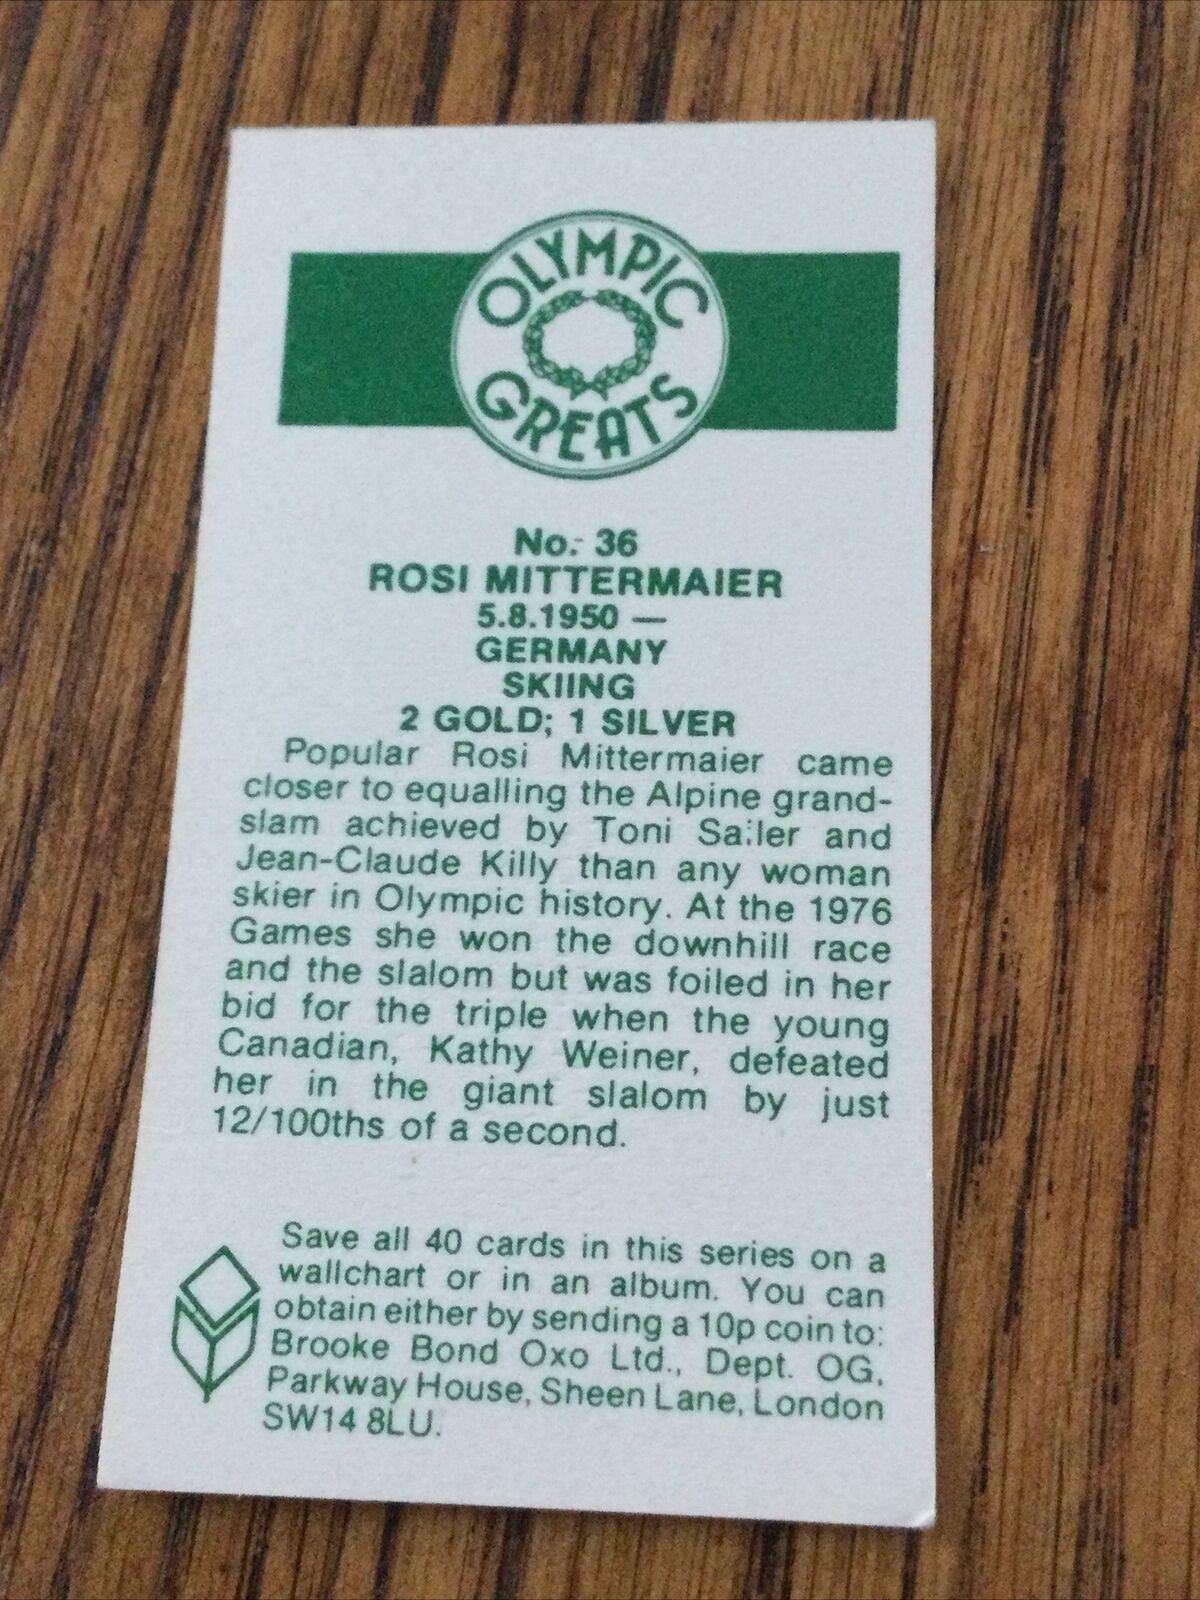 OLYMPIC
GREATS
No. 36
ROSI MITTERMAIER
5.8.1950 —
GERMANY
SKIING
2 GOLD; 1 SILVER
Popular Rosi Mittermaier came
closer to equalling the Alpine grand-
slam achieved by Toni Sailer and
Jean-Claude Killy than any woman
skier in Olympic history. At the 1976
Games she won the downhill race
and the slalom but was foiled in her
bid for the triple when the young
Canadian, Kathy Weiner, defeated
her in the giant slalom by just
12/100ths of a second.
Save all 40 cards in this series on a
wallchart or in an album. You can
obtain either by sending a 10p coin to:
Brooke Bond Oxo Ltd., Dept. OG,
Parkway House, Sheen Lane, London
SW14 8LU.